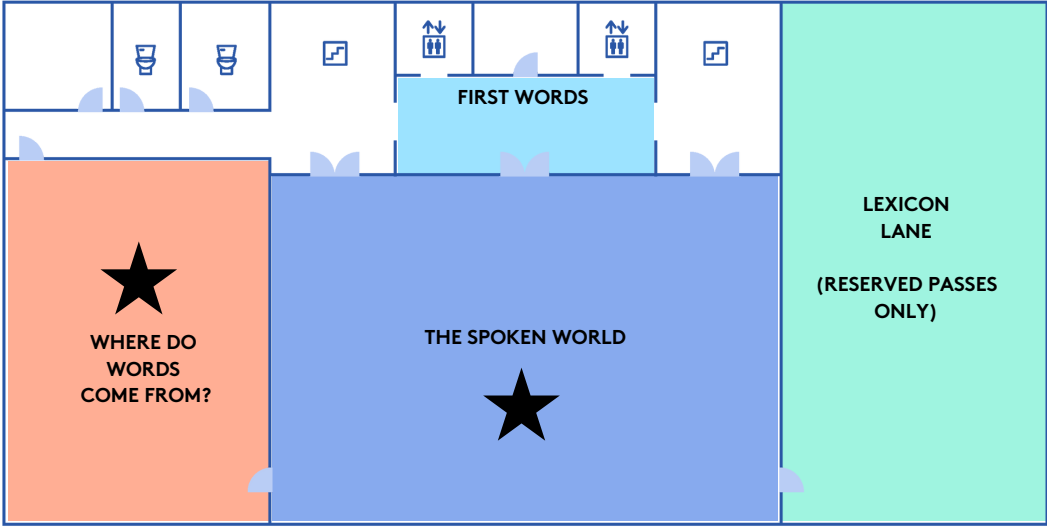 FIRST WORDS
LEXICON
LANE
(RESERVED PASSES
ONLY)
THE SPOKEN WORLD
WHERE DO
WORDS
COME FROM?